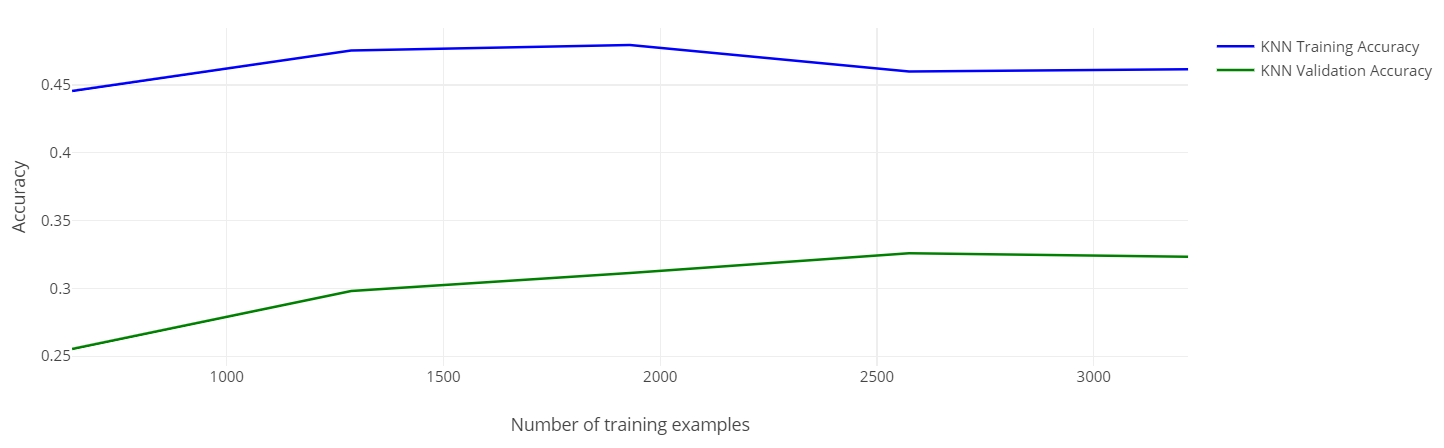 KNN Training Accuracy
KNN Validation Accuracy
Accuracy
0.45
0.4
0.35
0.3
0.25
1000
1500
2000
2500
3000
Number of training examples